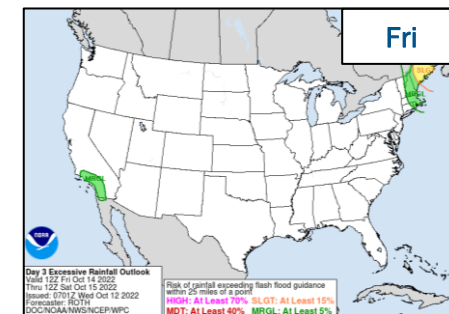 Fri
SLGT
MRGL
MRGL
NOAA
Day 3 Excessive Rainfall Outlook
Valid 12Z Fri Oct 14 2022
Thru 12Z Sat Oct 15 2022
Issued: 0701Z Wed Oct 12 2022
Forecaster: ROTH
DOC/NOAA/NWS/NCEP/WPC
Risk of rainfall exceeding flash flood guidance
within 25 miles of a point
HIGH: At Least 70% SLGT: At Least 15%
MDT: At Least 40% MRGL: At Least 5%